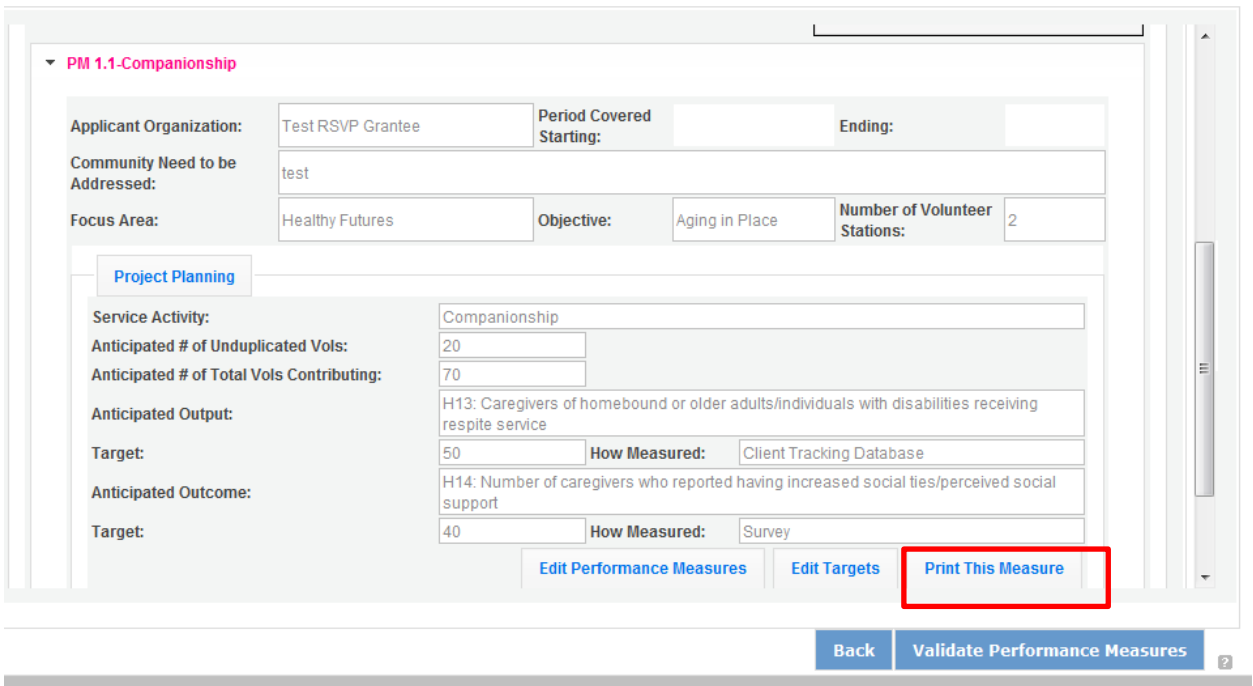 PM 1.1-Companionship
Applicant Organization: Test RSVP Grantee Period Covered Starting: Ending:
Community Need to be Addressed: test
Focus Area: Healthy Futures Objective: Aging in Place Number of Volunteer Stations: 2
Project Planning
Service Activity: Companionship
Anticipated # of Unduplicated Vols: 20
Anticipated # of Total Vols Contributing: 70
Anticipated Output: H13: Caregivers of homebound or older adults/individuals with disabilities receiving
respite service
Target: 50 How Measured: Client Tracking Database
Anticipated Outcome: H14: Number of caregivers who reported having increased social ties/perceived social
support
Target: 40 How Measured: Survey
Edit Performance Measures Edit Targets Print This Measure
Back Validate Performance Measures ?